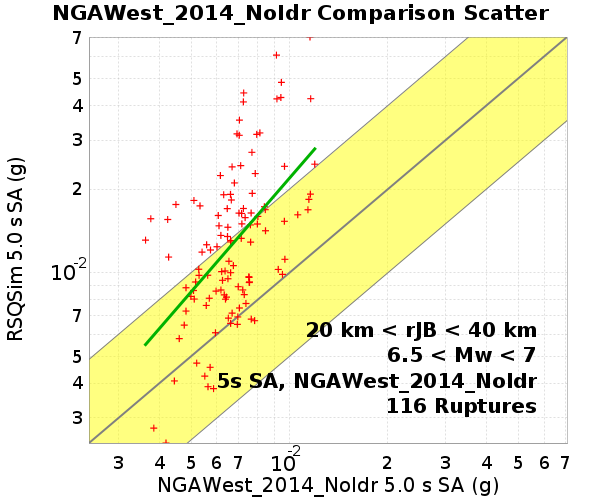 NGAWest_2014_NoIdr Comparison Scatter
RSQSim 5.0 s SA (g)
7
5
4
3
2
10-2
7
5
4
3
20 km < rJB < 40 km
6.5 < Mw < 7
5s SA, NGAWest_2014_NoIdr
116 Ruptures
3 4 5 6 7 10-2 2 3 4 5 7
NGAWest_2014_NoIdr 5.0 s SA (g)